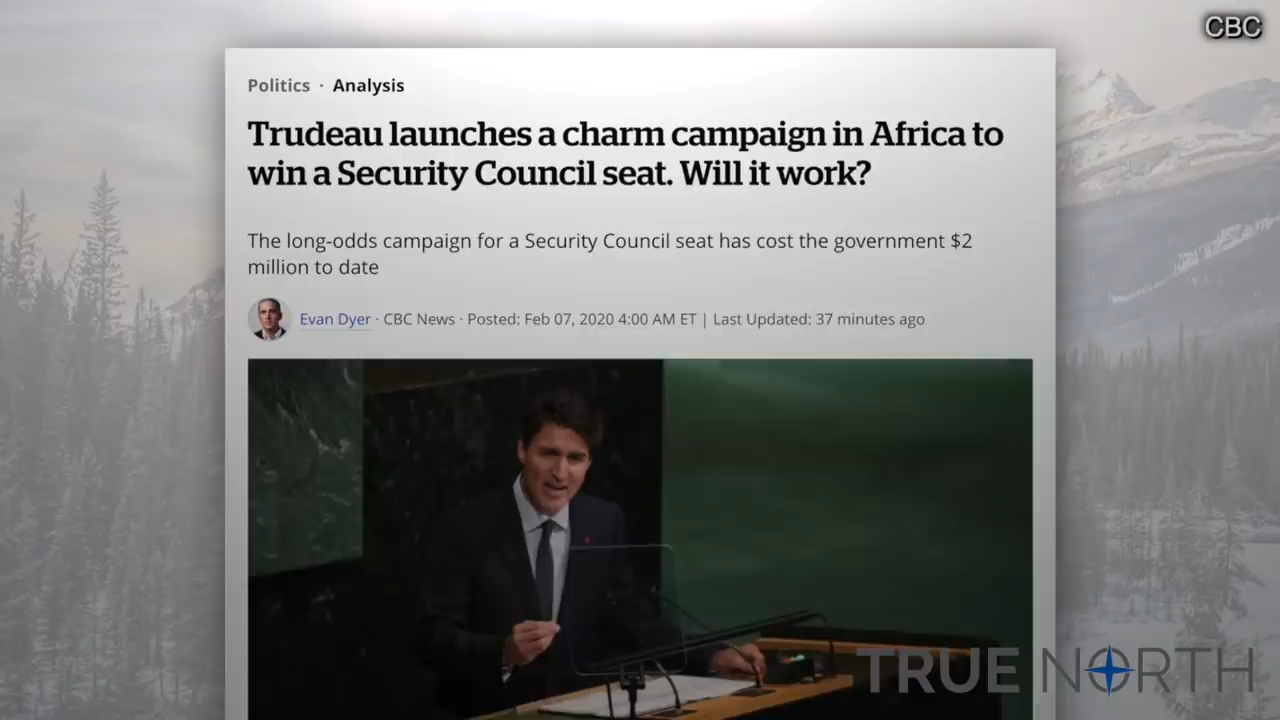 CBC
Politics · Analysis
Trudeau launches a charm campaign in Africa to
win a Security Council seat. Will it work?
The long-odds campaign for a Security Council seat has cost the government $2
million to date
Evan Dyer · CBC News · Posted: Feb 07, 2020 4:00 AM ET | Last Updated: 37 minutes ago
TRUE NORTH